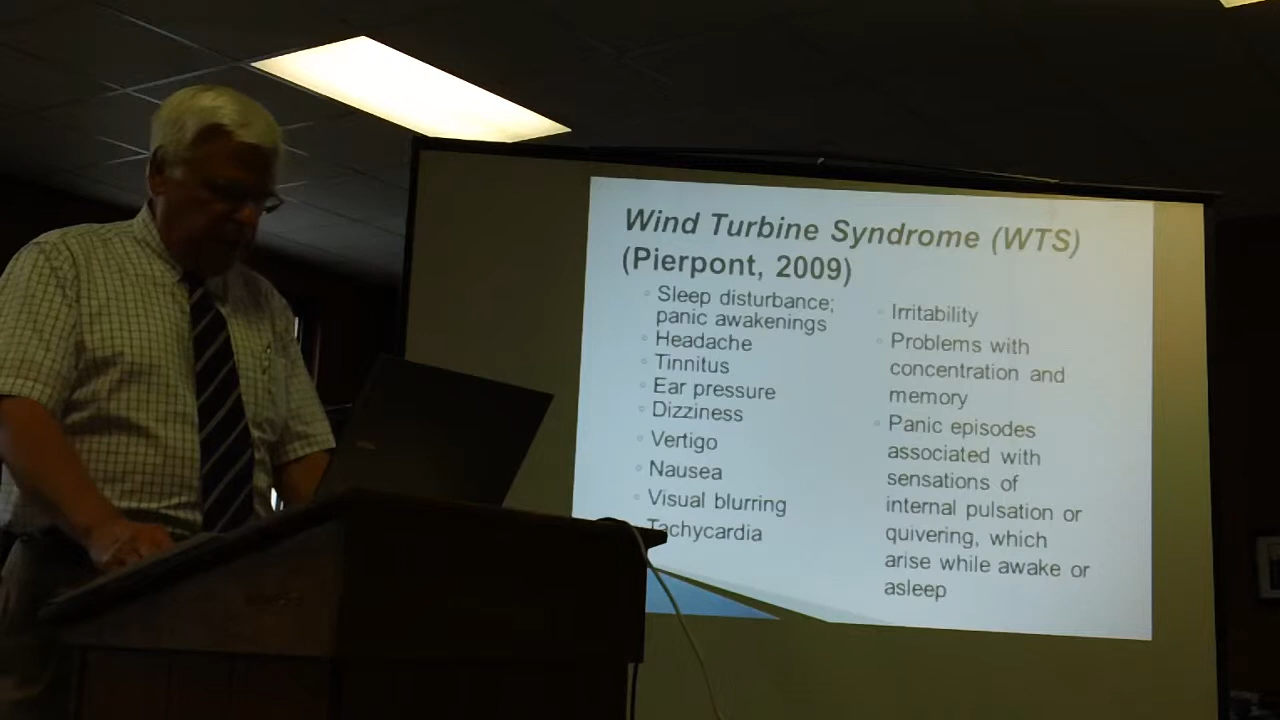 Wind Turbine Syndrome (WTS)
(Pierpont, 2009)
Sleep disturbance;
panic awakenings
Headache
Tinnitus
Ear pressure
Dizziness
Vertigo
Nausea
Visual blurring
Tachycardia
Irritability
Problems with
concentration and
memory
Panic episodes
associated with
sensations of
internal pulsation or
quivering, which
arise while awake or
asleep